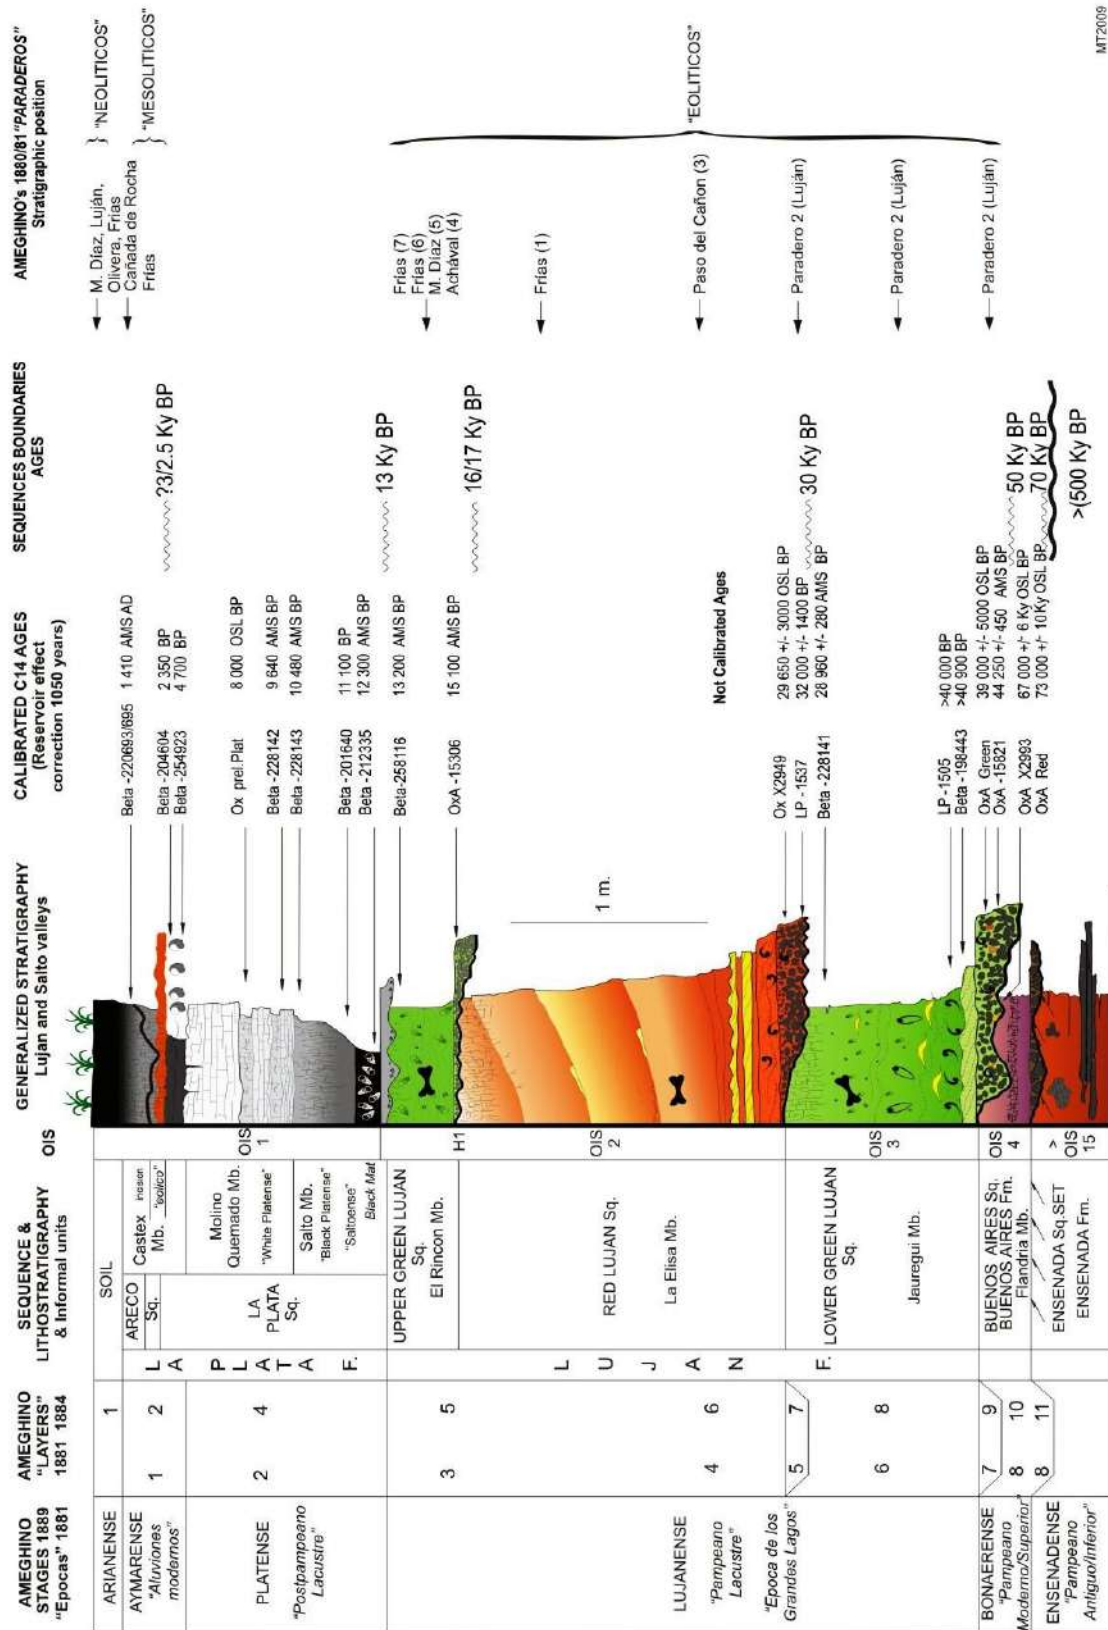 AMEGHINO
STAGES 1889
"Epocas" 1881
AMEGHINO
"LAYERS"
1881 1884
SEQUENCE &
LITHOSTRATIGRAPHY
& Informal units
OIS
GENERALIZED STRATIGRAPHY
Lujan and Salto valleys
CALIBRATED C14 AGES
(Reservoir effect
correction 1050 years)
SEQUENCES BOUNDARIES
AGES
AMEGHINO's 1880/81 "PARADEROS"
Stratigraphic position
ARIANENSE
AYMARENSE
"Aluviones
modernos"
PLATENSE
"Postpampeano
Lacustre"
LUJANENSE
"Pampeano
Lacustre"
"Epoca de los
Grandes Lagos"
BONAERENSE
"Pampeano
Moderno/Superior"
ENSENADENSE
"Pampeano
Antiguo/Inferior"
1
1 2
2 4
3 5
4 6
5 7
6 8
7 9
8 10
8 11
SOIL
ARECO
Sq.
Castex
Mb.
incision
"eolico"
LA PLATA F.
LA
PLATA
Sq.
Molino
Quemado Mb.
"White Platense"
Salto Mb.
"Black Platense"
"Saltoense"
Black Mat
LUJAN F.
UPPER GREEN LUJAN
Sq.
El Rincon Mb.
RED LUJAN Sq.
La Elisa Mb.
LOWER GREEN LUJAN
Sq.
Jauregui Mb.
BUENOS AIRES Sq.
BUENOS AIRES Fm.
Flandria Mb.
ENSENADA Sq.SET
ENSENADA Fm.
OIS
1
H1
OIS
2
OIS
3
OIS
4
>
OIS
15
1 m.
Beta -220693/695 1 410 AMS AD
Beta -204604 2 350 BP
Beta -254923 4 700 BP
Ox prel.Plat 8 000 OSL BP
Beta -228142 9 640 AMS BP
Beta -228143 10 480 AMS BP
Beta -201640 11 100 BP
Beta -212335 12 300 AMS BP
Beta-258116 13 200 AMS BP
OxA -15306 15 100 AMS BP
Not Calibrated Ages
Ox X2949 29 650 +/- 3000 OSL BP
LP -1537 32 000 +/- 1400 BP
Beta -228141 28 960 +/- 280 AMS BP
LP -1505 >40 000 BP
Beta -198443 >40 900 BP
OxA Green 39 000 +/- 5000 OSL BP
OxA -15821 44 250 +/- 450 AMS BP
OxA X2993 67 000 +/- 6 Ky OSL BP
OxA Red 73 000 +/- 10Ky OSL BP
?3/2.5 Ky BP
13 Ky BP
16/17 Ky BP
30 Ky BP
50 Ky BP
70 Ky BP
>(500 Ky BP
M. Díaz, Luján,
Olivera, Frías
"NEOLITICOS"
Cañada de Rocha
Frías
"MESOLITICOS"
Frías (7)
Frías (6)
M. Díaz (5)
Achával (4)
Frías (1)
Paso del Cañon (3)
Paradero 2 (Luján)
Paradero 2 (Luján)
Paradero 2 (Luján)
"EOLITICOS"
MT2009